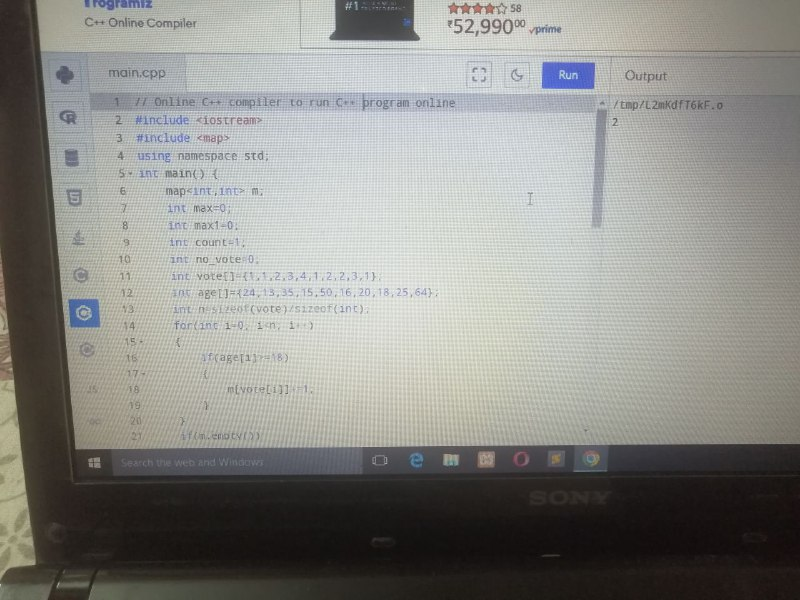 Programiz
C++ Online Compiler
#1
58
₹52,990⁰⁰ prime
main.cpp
Run
Output
1 // Online C++ compiler to run C++ program online
2 #include <iostream>
3 #include <map>
4 using namespace std;
5 int main() {
6 map<int,int> m;
7 int max=0;
8 int max1=0;
9 int count=1;
10 int no_vote=0;
11 int vote[]={1,1,2,3,4,1,2,2,3,1};
12 int age[]={24,13,35,15,50,16,20,18,25,64};
13 int n=sizeof(vote)/sizeof(int);
14 for(int i=0; i<n; i++)
15 {
16 if(age[i]>=18)
17 {
18 m[vote[i]]+=1;
19 }
20 }
21 if(m.empty())
/tmp/L2mKdfT6kF.o
2
JS
GO
Search the web and Windows
SONY